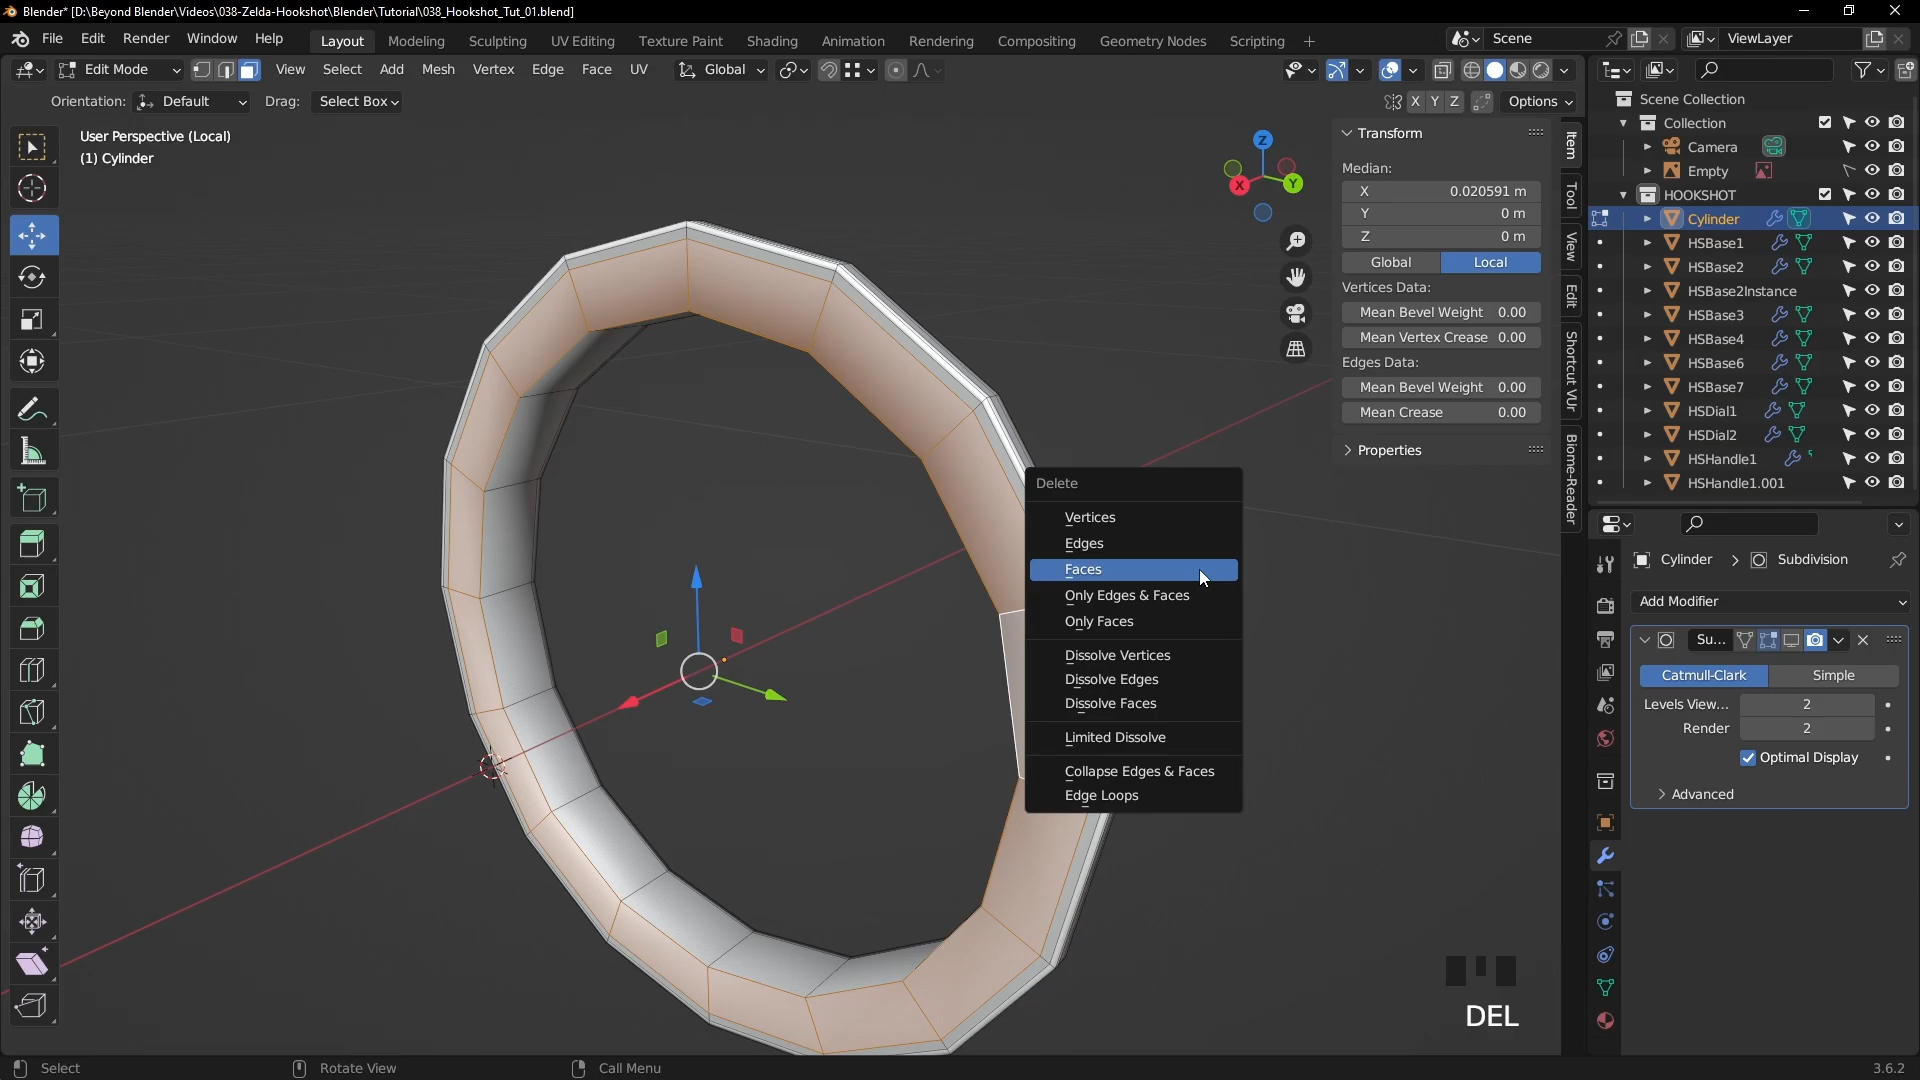 Blender* [D:\Beyond Blender\Videos\038-Zelda-Hookshot\Blender\Tutorial\038_Hookshot_Tut_01.blend]
File Edit Render Window Help Layout Modeling Sculpting UV Editing Texture Paint Shading Animation Rendering Compositing Geometry Nodes Scripting + Scene ViewLayer
Edit Mode View Select Add Mesh Vertex Edge Face UV Global
Orientation: Default Drag: Select Box X Y Z Options
User Perspective (Local)
(1) Cylinder
Z
X
Y
Transform
Median:
X 0.020591 m
Y 0 m
Z 0 m
Global Local
Vertices Data:
Mean Bevel Weight 0.00
Mean Vertex Crease 0.00
Edges Data:
Mean Bevel Weight 0.00
Mean Crease 0.00
Properties
Item
Tool
View
Edit
Shortcut VUr
Biome-Reader
Delete
Vertices
Edges
Faces
Only Edges & Faces
Only Faces
Dissolve Vertices
Dissolve Edges
Dissolve Faces
Limited Dissolve
Collapse Edges & Faces
Edge Loops
DEL
Scene Collection
Collection
Camera
Empty
HOOKSHOT
Cylinder
HSBase1
HSBase2
HSBase2Instance
HSBase3
HSBase4
HSBase6
HSBase7
HSDial1
HSDial2
HSHandle1
HSHandle1.001
Cylinder > Subdivision
Add Modifier
Su...
Catmull-Clark Simple
Levels View... 2
Render 2
Optimal Display
Advanced
Select Rotate View Call Menu 3.6.2